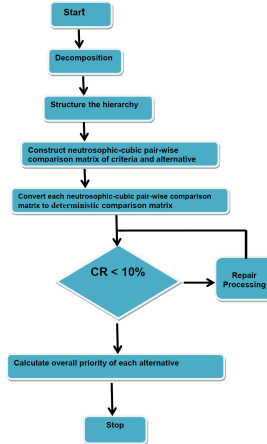 Start
Decomposition
Structure the hierarchy
Construct neutrosophic-cubic pair-wise
comparison matrix of criteria and alternative
Convert each neutrosophic-cubic pair-wise comparison
matrix to deterministic comparison matrix
CR < 10%
Repair
Processing
Calculate overall priority of each alternative
Stop